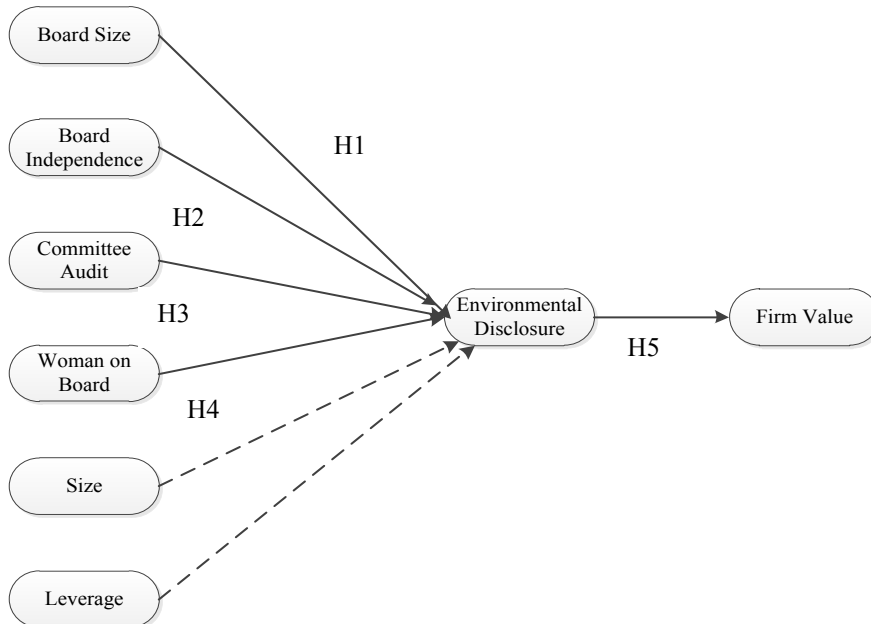 Board Size
H1
Board
Independence
H2
Committee
Audit
H3
Environmental
Disclosure
H5
Firm Value
Woman on
Board
H4
Size
Leverage